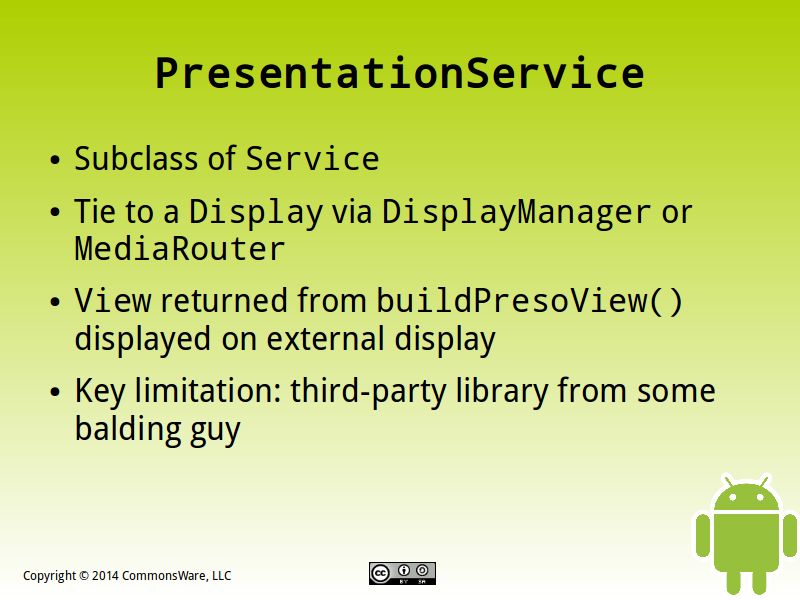 PresentationService
• Subclass of Service
• Tie to a Display via DisplayManager or
MediaRouter
• View returned from buildPresoView()
displayed on external display
• Key limitation: third-party library from some
balding guy
Copyright © 2014 CommonsWare, LLC
cc
BY SA